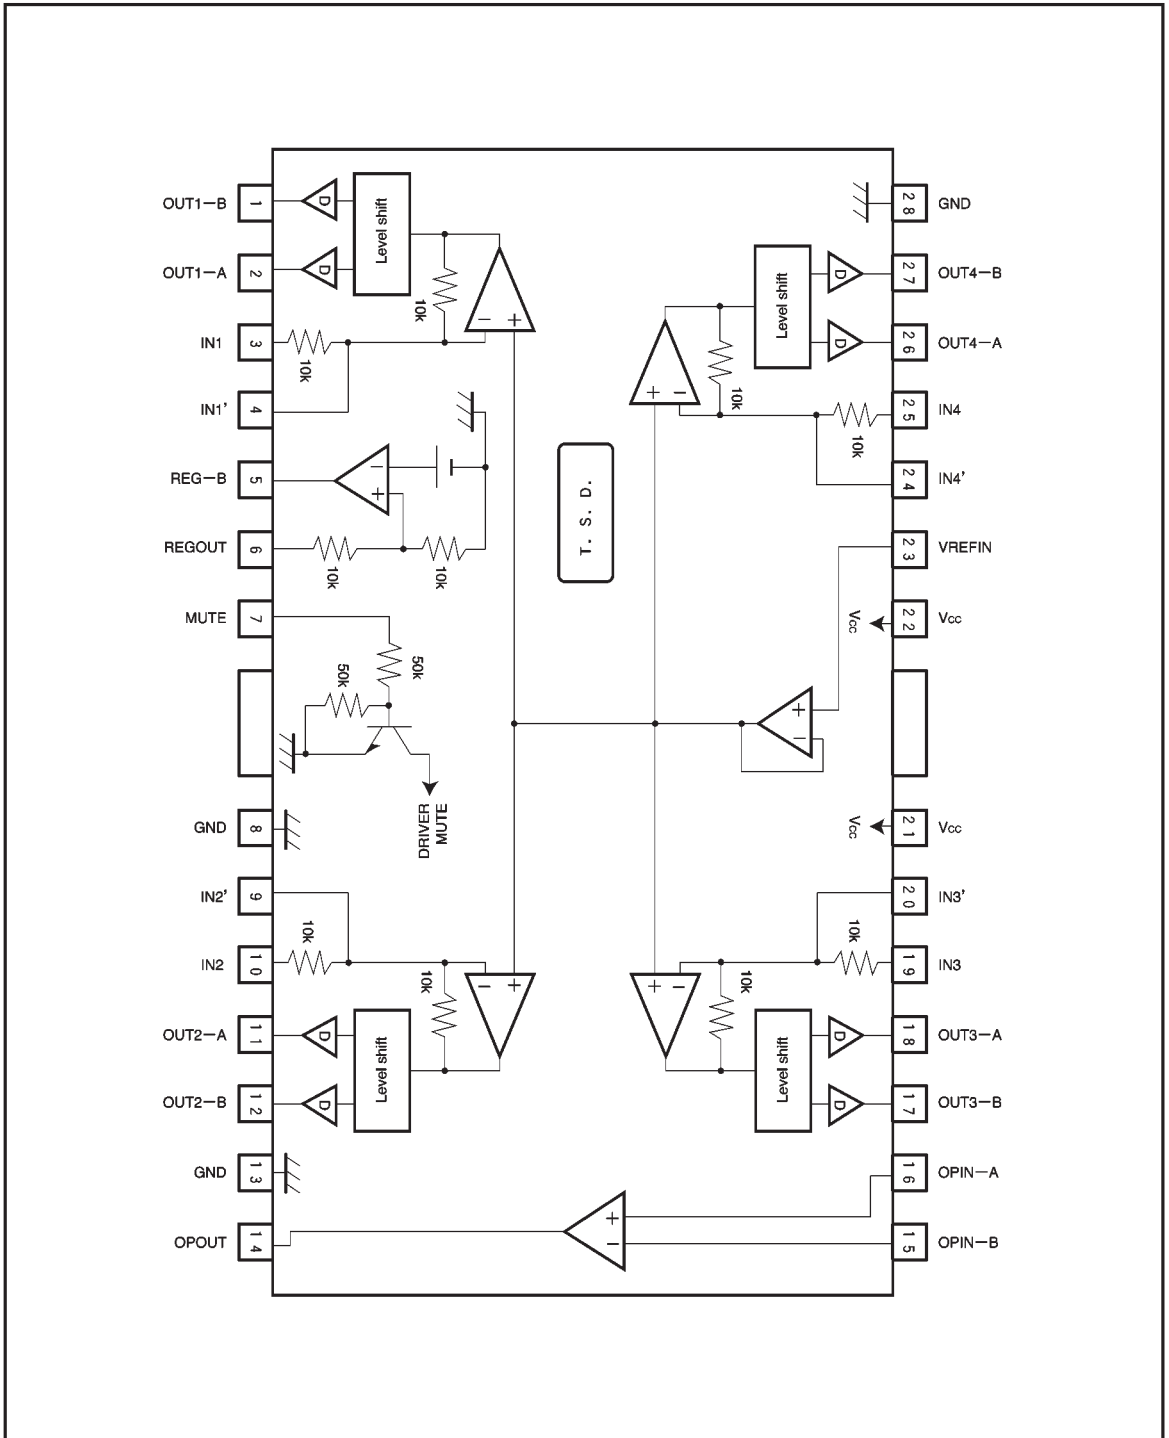 OUT1-B
1
D
Level shift
OUT1-A
2
D
10k
- +
IN1
3
10k
IN1'
4
REG-B
5
-
+
REGOUT
6
10k
10k
MUTE
7
50k
50k
DRIVER
MUTE
GND
8
IN2'
9
IN2
10
10k
10k
- +
OUT2-A
11
D
Level shift
OUT2-B
12
D
GND
13
OPOUT
14
T. S. D.
28
GND
27
OUT4-B
D
Level shift
26
OUT4-A
D
10k
+ -
25
IN4
10k
24
IN4'
23
VREFIN
22
Vcc
Vcc
+
-
21
Vcc
Vcc
20
IN3'
19
IN3
10k
10k
+ -
18
OUT3-A
D
Level shift
17
OUT3-B
D
16
OPIN-A
15
OPIN-B
+
-